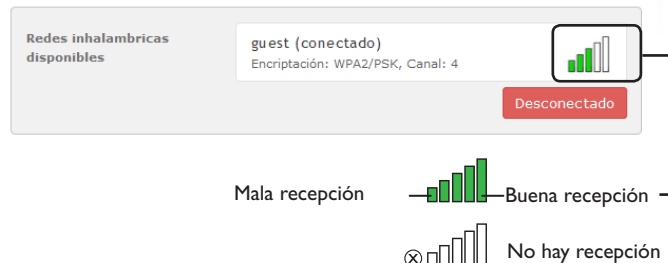 Redes inhalambricas
disponibles
guest (conectado)
Encriptación: WPA2/PSK, Canal: 4
Desconectado
Mala recepción
Buena recepción
No hay recepción